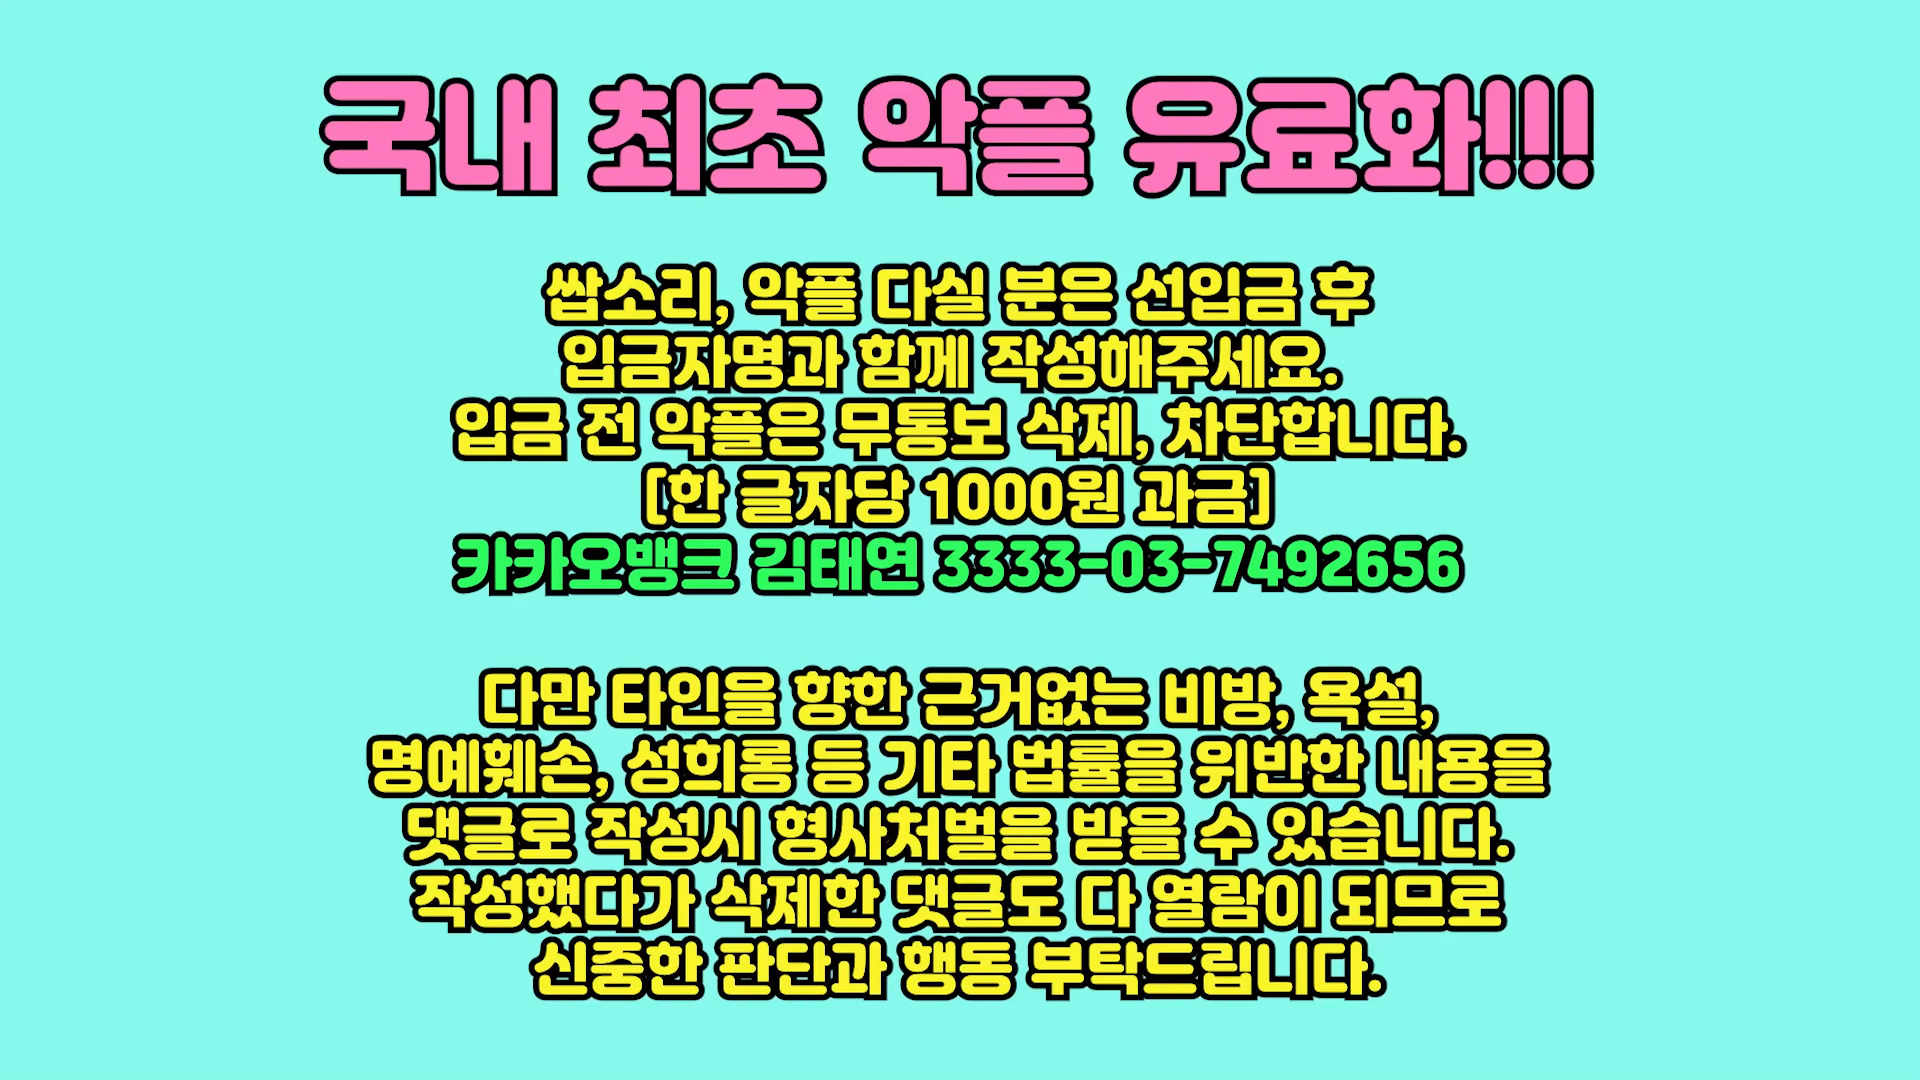 국내 최초 악플 유료화!!!
쌉소리, 악플 다실 분은 선입금 후
입금자명과 함께 작성해주세요.
입금 전 악플은 무통보 삭제, 차단합니다.
[한 글자당 1000원 과금]
카카오뱅크 김태연 3333-03-7492656
다만 타인을 향한 근거없는 비방, 욕설,
명예훼손, 성희롱 등 기타 법률을 위반한 내용을
댓글로 작성시 형사처벌을 받을 수 있습니다.
작성했다가 삭제한 댓글도 다 열람이 되므로
신중한 판단과 행동 부탁드립니다.